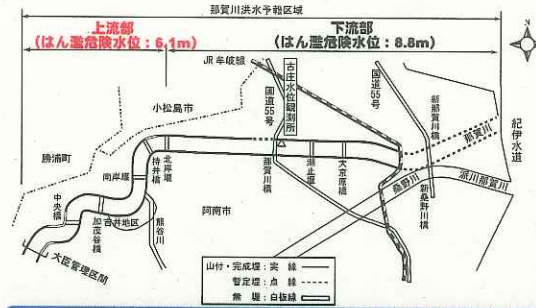 那賀川洪水予報区域
上流部
(はん濫危険水位:6.1m)
下流部
(はん濫危険水位:8.8m)
JR牟岐線
国道55号
古庄水位観測所
国道55号
新那賀川橋
那賀川
紀伊水道
小松島市
勝浦町
北岸堰
持井橋
南岸堰
那賀川橋
潮止堰
大京原橋
桑野川
新桑野川橋
派川那賀川
中央橋
加茂谷橋
吉井地区
熊谷川
阿南市
大臣管理区間
山付・完成堤:実 線
暫定堤:点 線
無 堤:白抜線